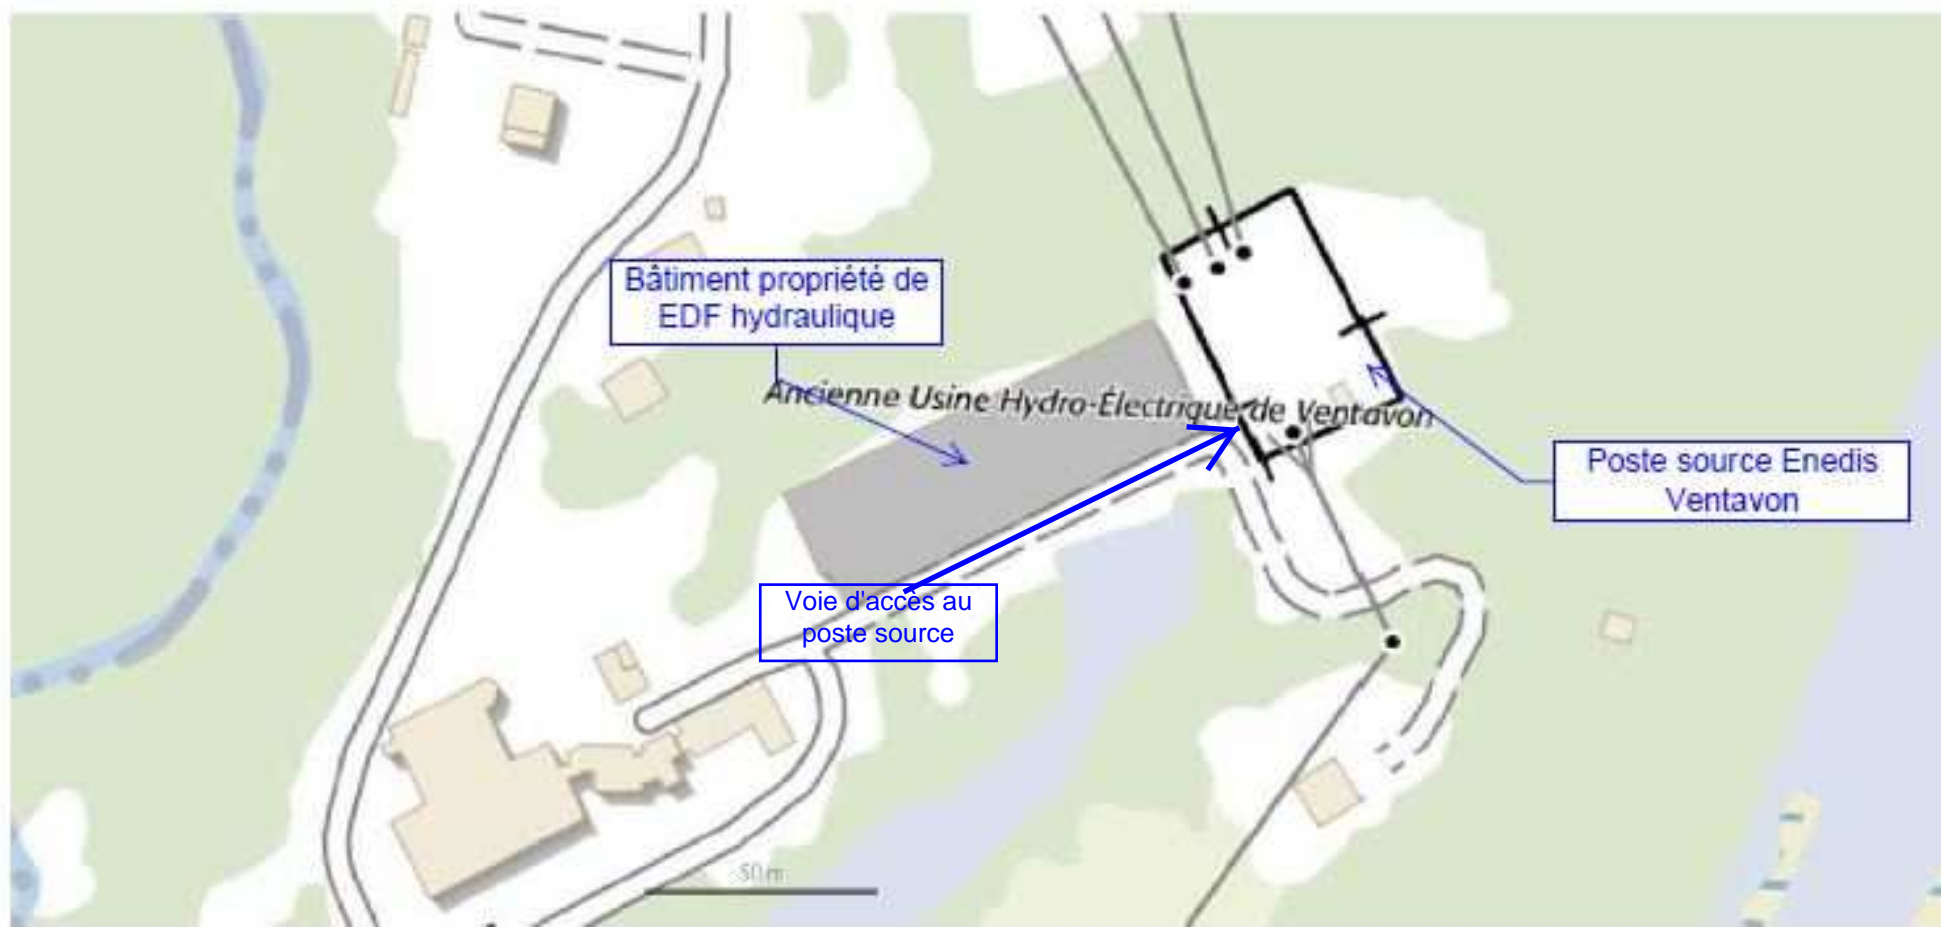 Bâtiment propriété de
EDF hydraulique
Ancienne Usine Hydro-Électrique de Ventavon
Poste source Enedis
Ventavon
Voie d'accès au
poste source
50 m